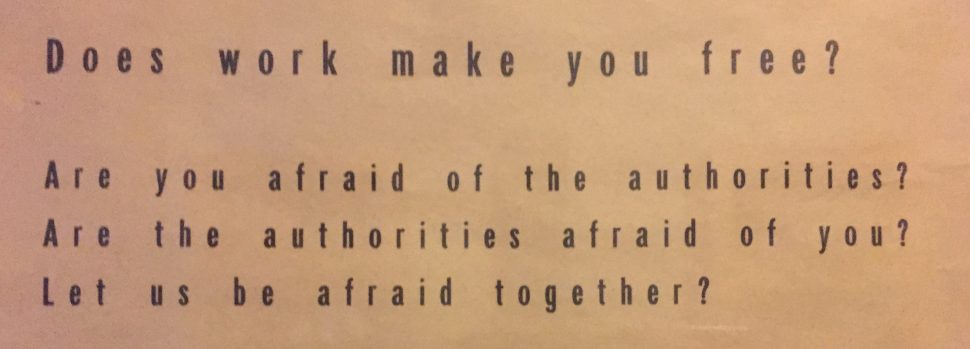 Does work make you free?
Are you afraid of the authorities?
Are the authorities afraid of you?
Let us be afraid together?